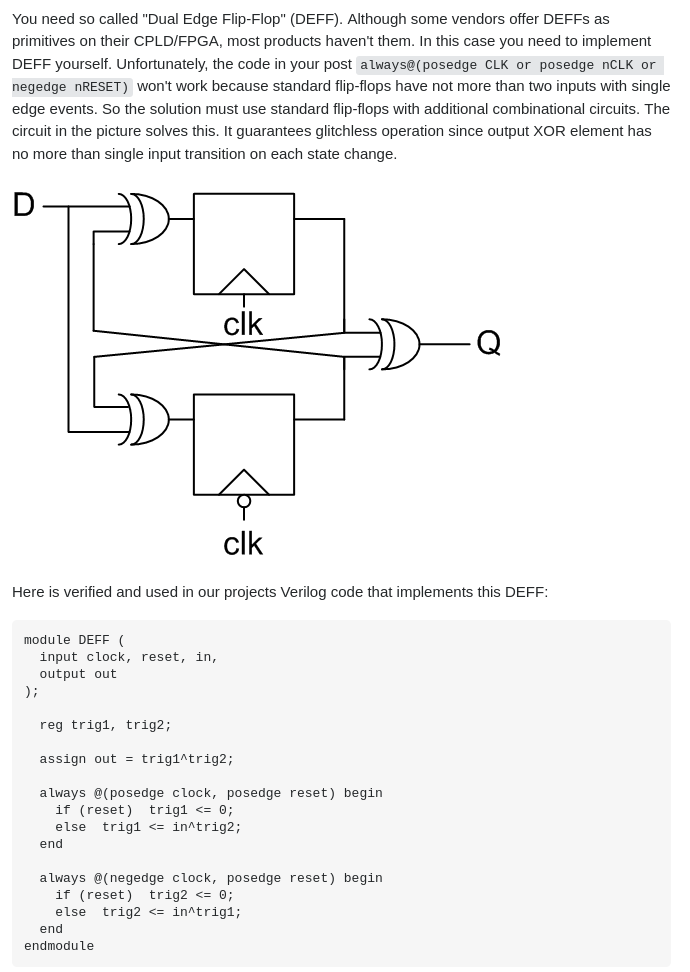 You need so called "Dual Edge Flip-Flop" (DEFF). Although some vendors offer DEFFs as
primitives on their CPLD/FPGA, most products haven't them. In this case you need to implement
DEFF yourself. Unfortunately, the code in your post always@(posedge CLK or posedge nCLK or
negedge nRESET) won't work because standard flip-flops have not more than two inputs with single
edge events. So the solution must use standard flip-flops with additional combinational circuits. The
circuit in the picture solves this. It guarantees glitchless operation since output XOR element has
no more than single input transition on each state change.
D
clk
Q
clk
Here is verified and used in our projects Verilog code that implements this DEFF:
module DEFF (
  input clock, reset, in,
  output out
);
  reg trig1, trig2;
  assign out = trig1^trig2;
  always @(posedge clock, posedge reset) begin
    if (reset)  trig1 <= 0;
    else  trig1 <= in^trig2;
  end
  always @(negedge clock, posedge reset) begin
    if (reset)  trig2 <= 0;
    else  trig2 <= in^trig1;
  end
endmodule